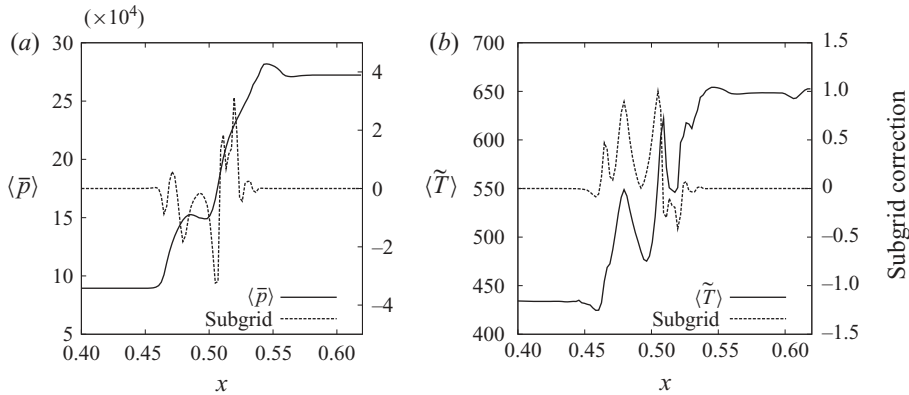 (×10⁴)
(a)
30
25
20
15
10
5
⟨p̄⟩
4
2
0
−2
−4
⟨p̄⟩
Subgrid
0.40 0.45 0.50 0.55 0.60
x
(b)
700
650
600
550
500
450
400
⟨T̃⟩
1.5
1.0
0.5
0
−0.5
−1.0
−1.5
Subgrid correction
⟨T̃⟩
Subgrid
0.40 0.45 0.50 0.55 0.60
x